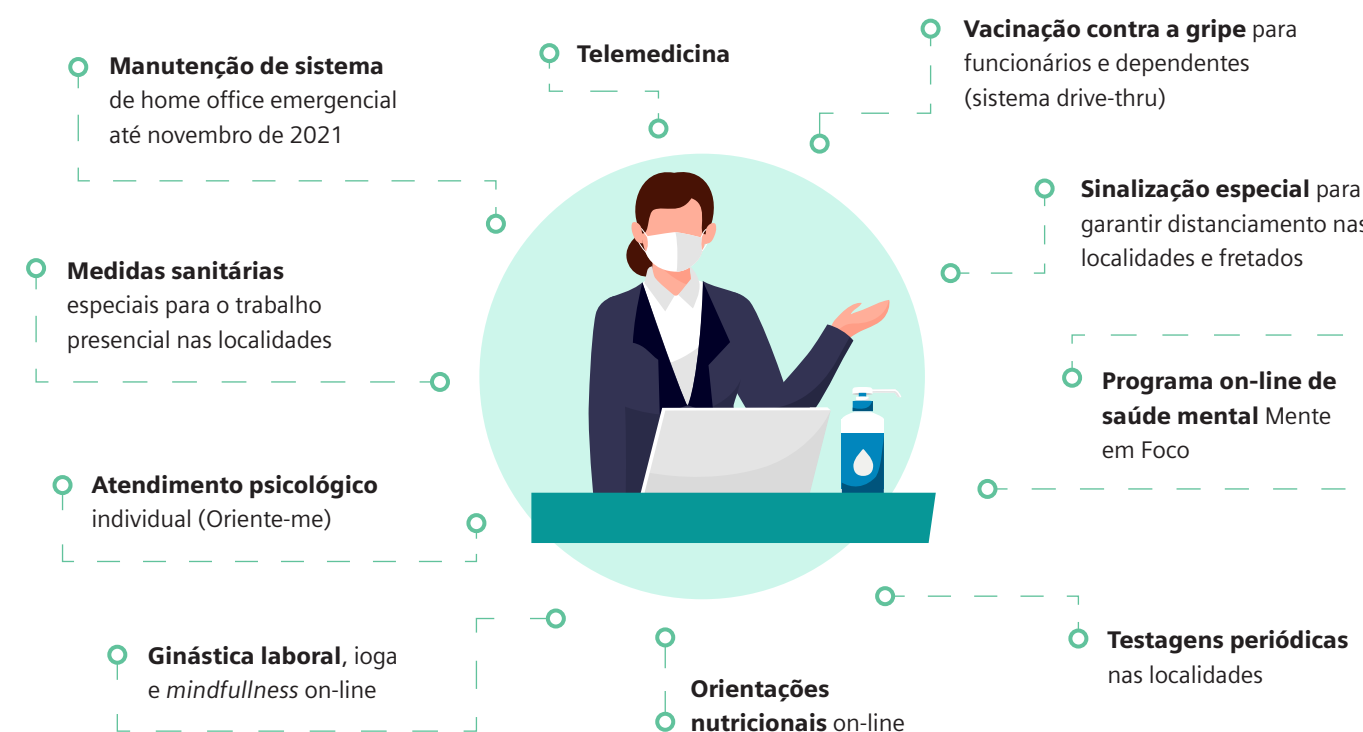 Manutenção de sistema
de home office emergencial
até novembro de 2021
Telemedicina
Vacinação contra a gripe para
funcionários e dependentes
(sistema drive-thru)
Medidas sanitárias
especiais para o trabalho
presencial nas localidades
Sinalização especial para
garantir distanciamento nas
localidades e fretados
Programa on-line de
saúde mental Mente
em Foco
Atendimento psicológico
individual (Oriente-me)
Ginástica laboral, ioga
e mindfullness on-line
Orientações
nutricionais on-line
Testagens periódicas
nas localidades